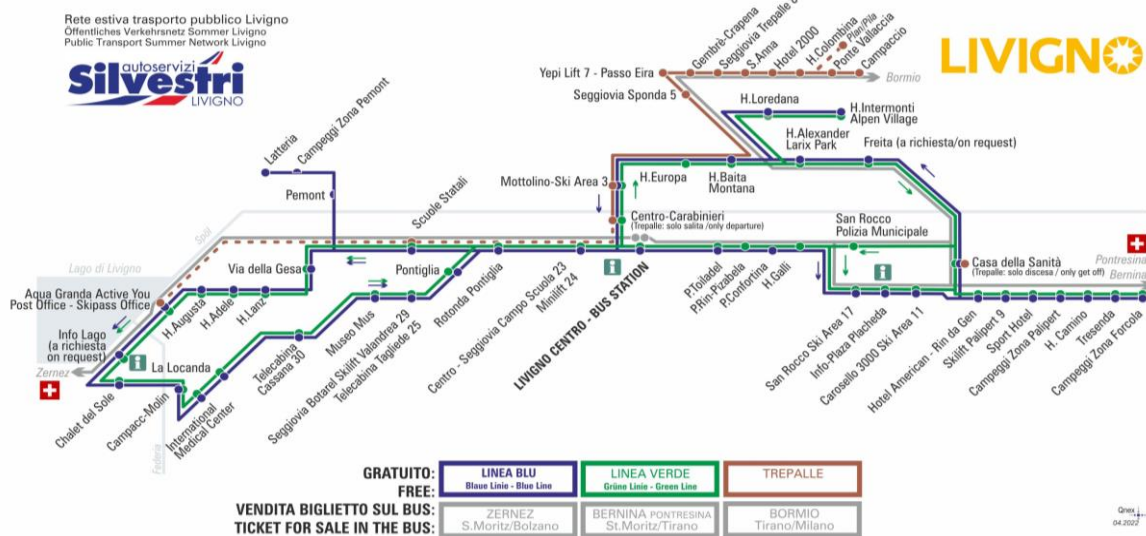 Rete estiva trasporto pubblico Livigno
Öffentliches Verkehrsnetz Sommer Livigno
Public Transport Summer Network Livigno
autoservizi
Silvestri
LIVIGNO
LIVIGNO
Gembrè-Crapena
Seggiovia Trepalle
S.Anna
Hotel 2000
H.Colombina
Plan/Pila
Ponte Vallaccia
Campaccio
Bormio
Yepi Lift 7 - Passo Eira
Seggiovia Sponda 5
H.Loredana
H.Intermonti
Alpen Village
H.Alexander
Larix Park
Freita (a richiesta/on request)
Latteria
Campeggi Zona Pemont
Pemont
Scuole Statali
Mottolino-Ski Area 3
H.Europa
H.Baita
Montana
Centro-Carabinieri
(Trepalle: solo salita /only departure)
San Rocco
Polizia Municipale
Casa della Sanità
(Trepalle: solo discesa / only get off)
Pontresina
Bernina
Spöl
Lago di Livigno
Via della Gesa
Pontiglia
Aqua Granda Active You
Post Office - Skipass Office
H.Augusta
H.Adele
H.Lanz
Info Lago
(a richiesta
on request)
Zernez
La Locanda
Chalet del Sole
Campacc-Molin
Federia
International
Medical Center
Telecabina
Cassana 30
Museo Mus
Seggiovia Botarel Skilift Valandrea 29
Telecabina Tagliede 25
Rotonda Pontiglia
Centro - Seggiovia Campo Scuola 23
Minilift 24
LIVIGNO CENTRO - BUS STATION
P.Toiladel
P.Rin-Pizabela
P.Confortina
H.Galli
San Rocco Ski Area 17
Info-Plaza Placheda
Carosello 3000 Ski Area 11
Hotel American - Rin da Gen
Skilift Palipert 9
Sport Hotel
Campeggi Zona Palipert
H. Camino
Tresenda
Campeggi Zona Forcola
GRATUITO:
FREE:
LINEA BLU
Blaue Linie - Blue Line
LINEA VERDE
Grüne Linie - Green Line
TREPALLE
VENDITA BIGLIETTO SUL BUS:
TICKET FOR SALE IN THE BUS:
ZERNEZ
S.Moritz/Bolzano
BERNINA PONTRESINA
St.Moritz/Tirano
BORMIO
Tirano/Milano
Qnex
04.2022